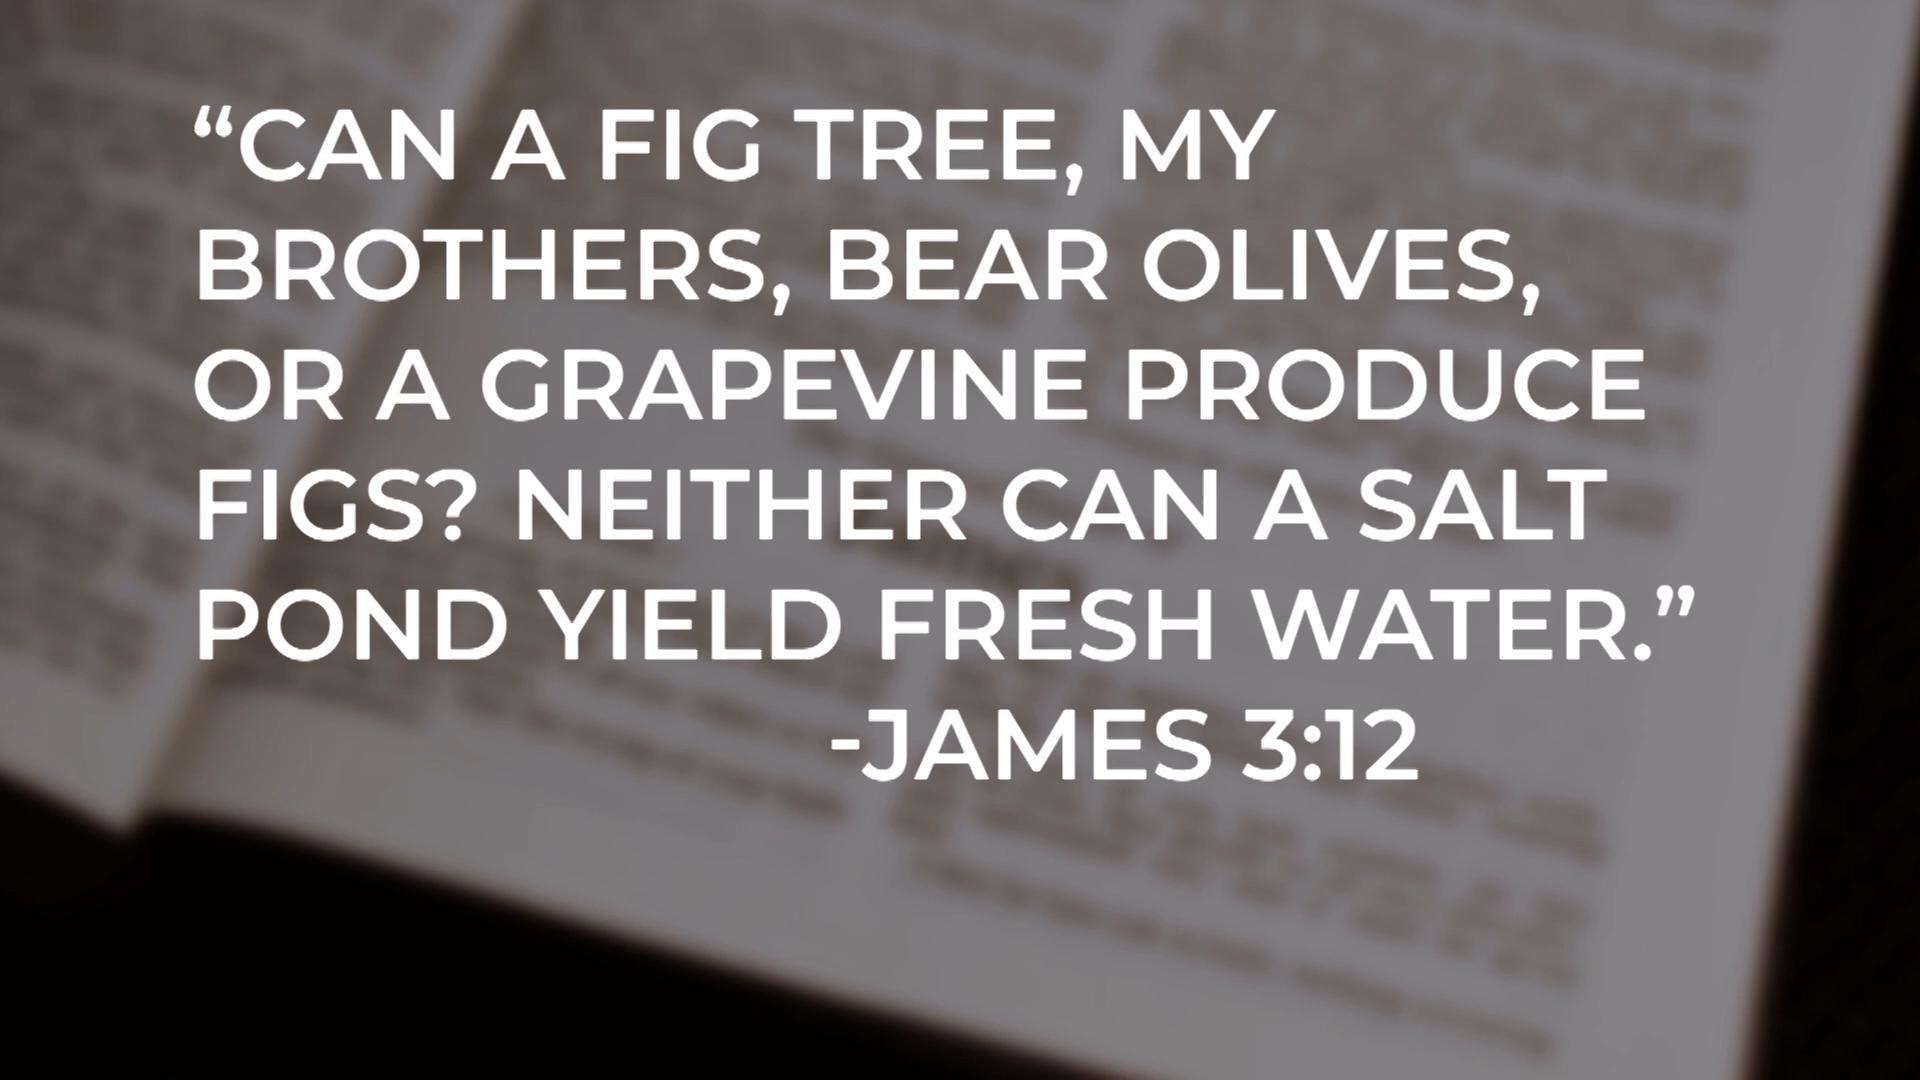 “CAN A FIG TREE, MY
BROTHERS, BEAR OLIVES,
OR A GRAPEVINE PRODUCE
FIGS? NEITHER CAN A SALT
POND YIELD FRESH WATER.”
-JAMES 3:12